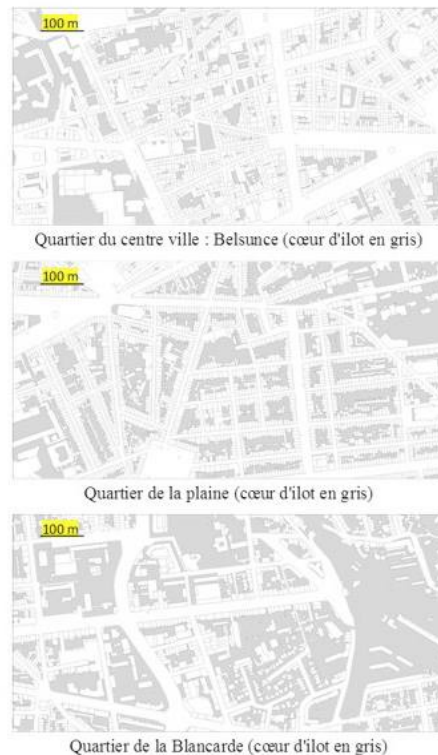 100 m
Quartier du centre ville : Belsunce (cœur d'ilot en gris)
100 m
Quartier de la plaine (cœur d'ilot en gris)
100 m
Quartier de la Blancarde (cœur d'ilot en gris)